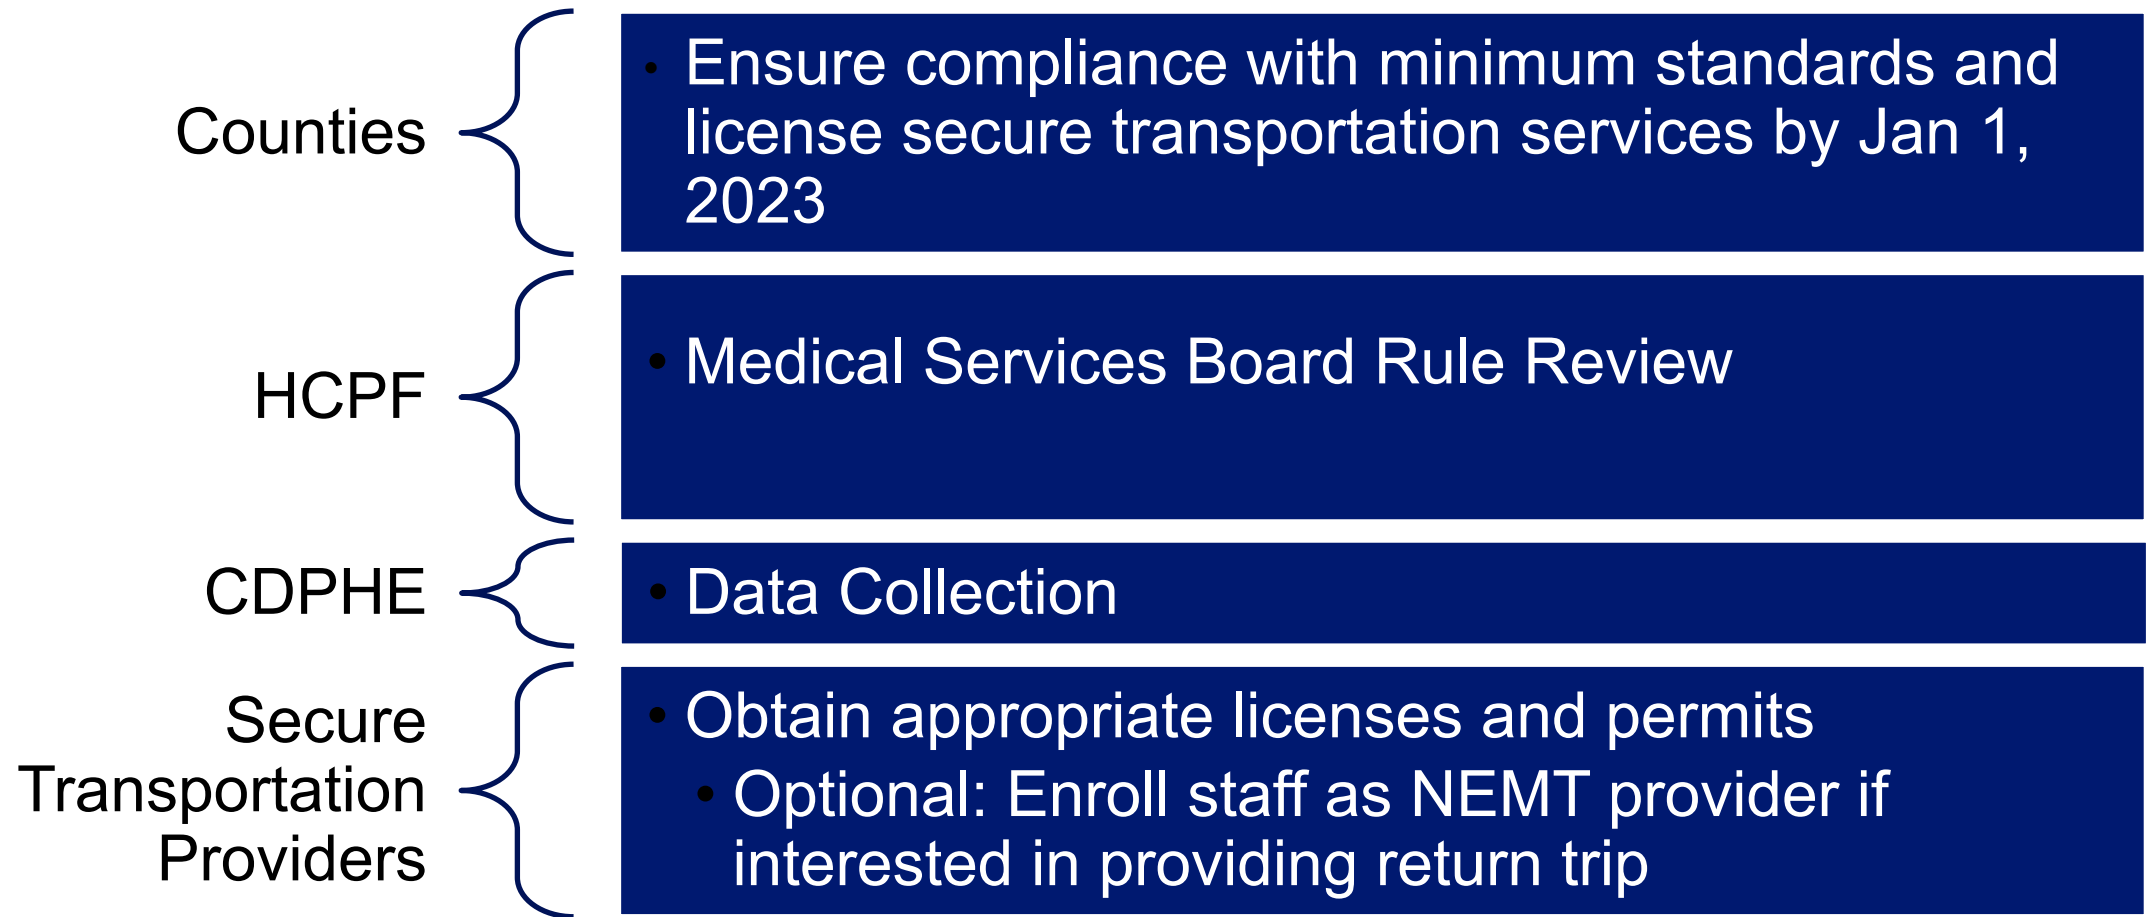 Counties
• Ensure compliance with minimum standards and
license secure transportation services by Jan 1,
2023
HCPF
• Medical Services Board Rule Review
CDPHE
• Data Collection
Secure
Transportation
Providers
• Obtain appropriate licenses and permits
• Optional: Enroll staff as NEMT provider if
interested in providing return trip